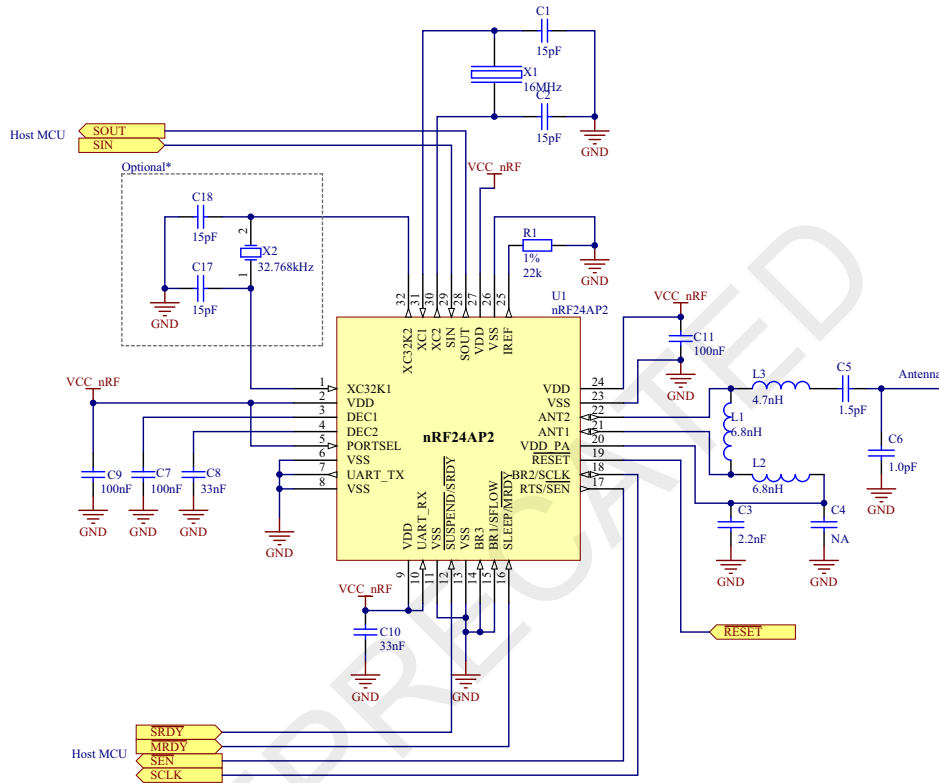 C1
15pF
X1
16MHz
C2
15pF
GND
Host MCU
SOUT
SIN
VCC_nRF
Optional*
C18
15pF
2
X2
32.768kHz
1
C17
15pF
GND
R1
1%
22k
GND
32
31
30
29
28
27
26
25
XC32K2
XC1
XC2
SIN
SOUT
VDD
VSS
IREF
U1
nRF24AP2
VCC_nRF
C11
100nF
GND
1 XC32K1
2 VDD
3 DEC1
4 DEC2
5 PORTSEL
6 VSS
7 UART_TX
8 VSS
nRF24AP2
VDD 24
VSS 23
ANT2 22
ANT1 21
VDD_PA 20
RESET 19
BR2/SCLK 18
RTS/SEN 17
VCC_nRF
C9
100nF
C7
100nF
C8
33nF
GND
GND
GND
GND
L3
4.7nH
C5
1.5pF
Antenna
L1
6.8nH
L2
6.8nH
C6
1.0pF
GND
C3
2.2nF
C4
NA
GND
GND
VDD
UART_RX
VSS
SUSPEND/SRDY
VSS
BR3
BR1/SFLOW
SLEEP/MRDY
9
10
11
12
13
14
15
16
VCC_nRF
C10
33nF
GND
GND
RESET
Host MCU
SRDY
MRDY
SEN
SCLK
DEPRECATED